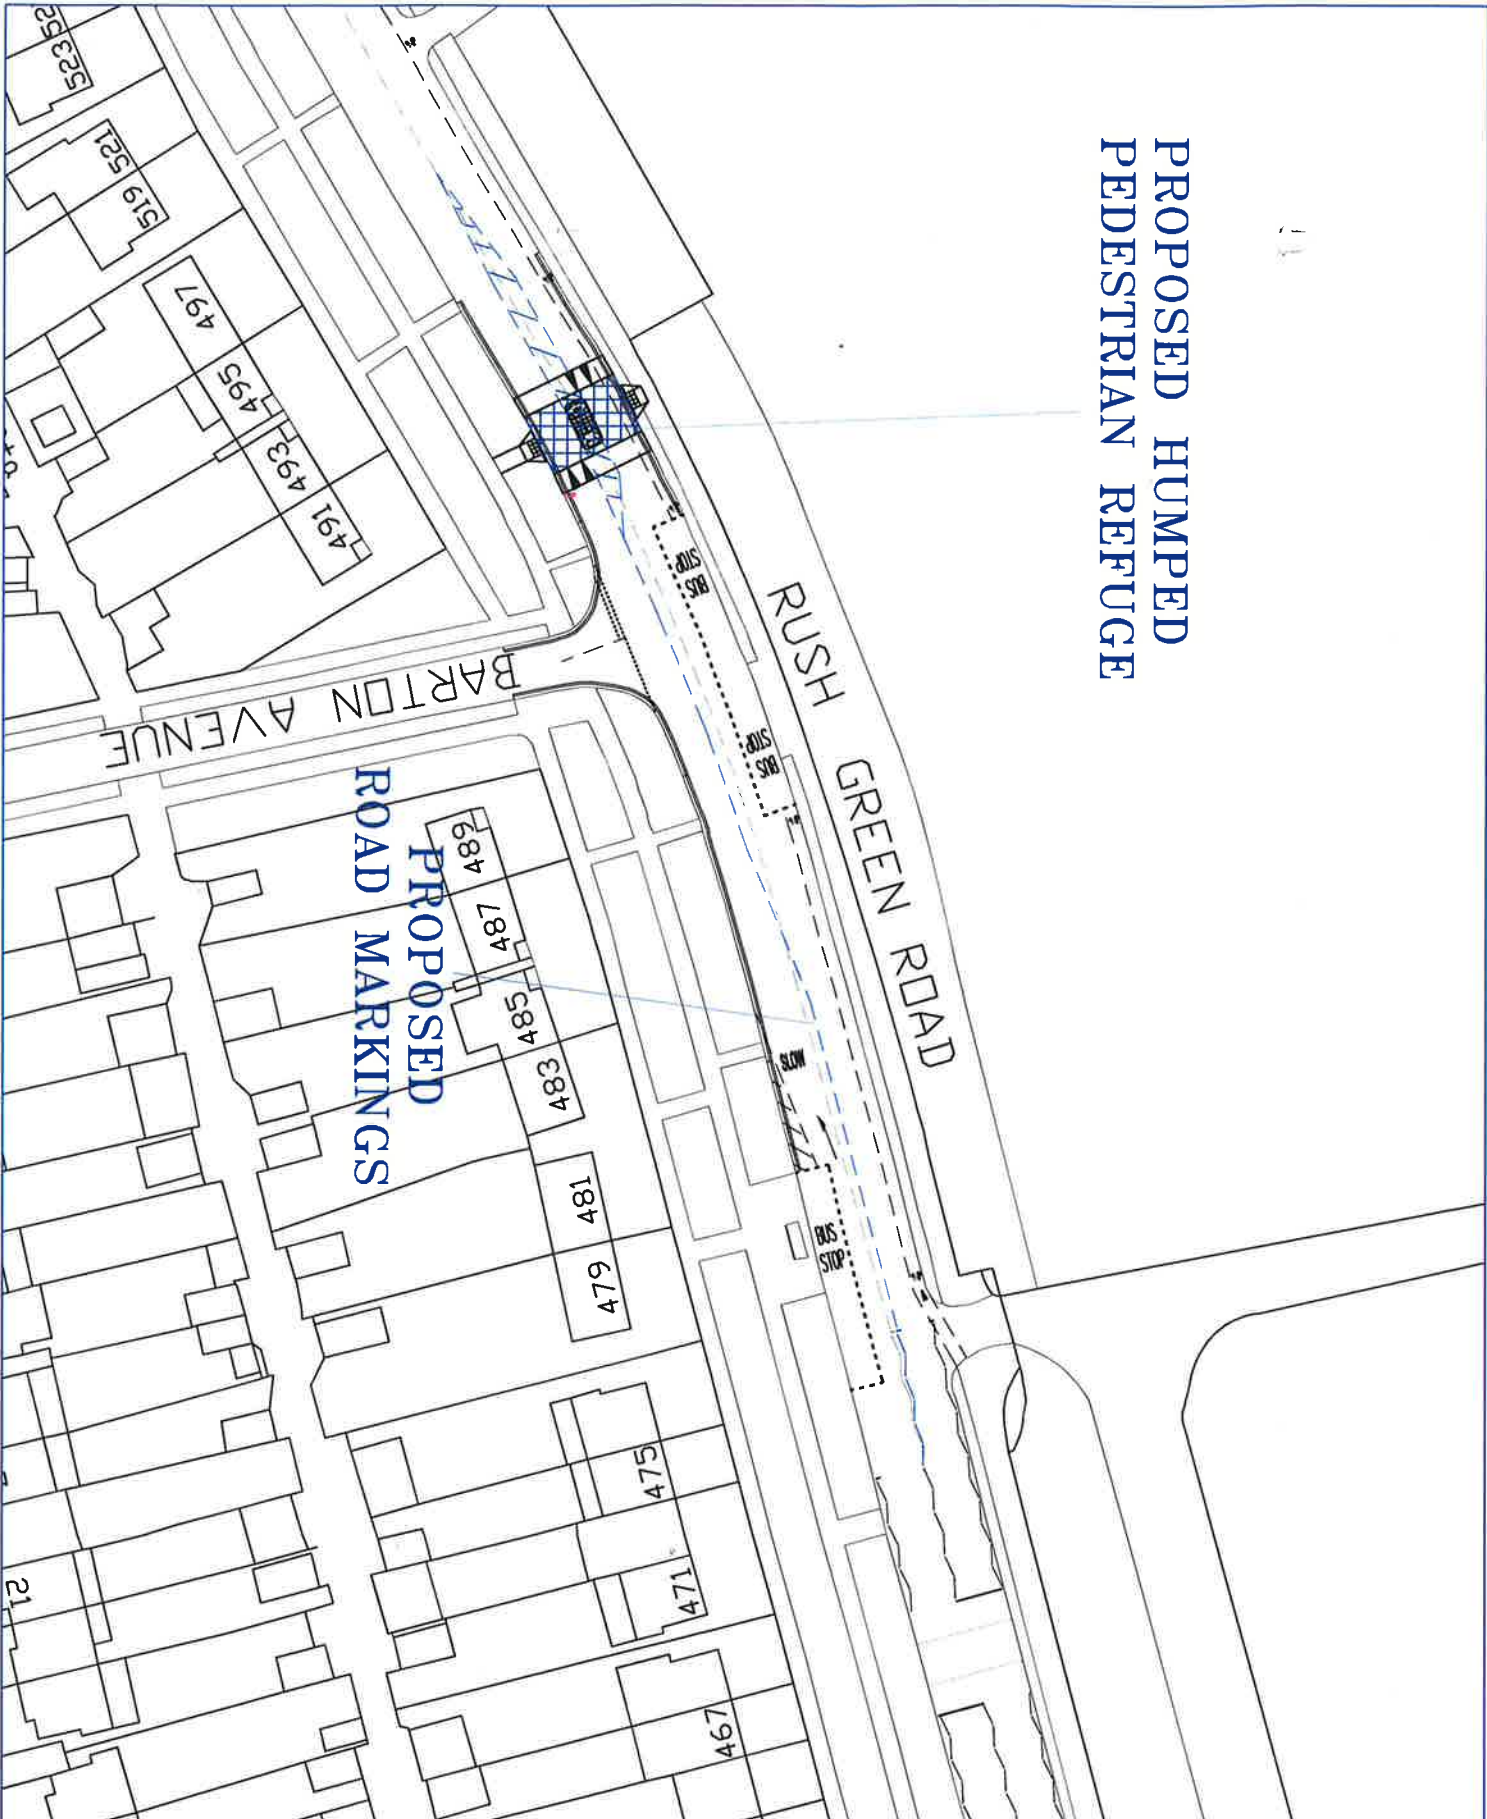 PROPOSED HUMPED
PEDESTRIAN REFUGE
RUSH GREEN ROAD
BUS
STOP
BUS
STOP
SLOW
BUS
STOP
BARTON AVENUE
PROPOSED
ROAD MARKINGS
523
521
519
497
495
493
491
489
487
485
483
481
479
475
471
467
21